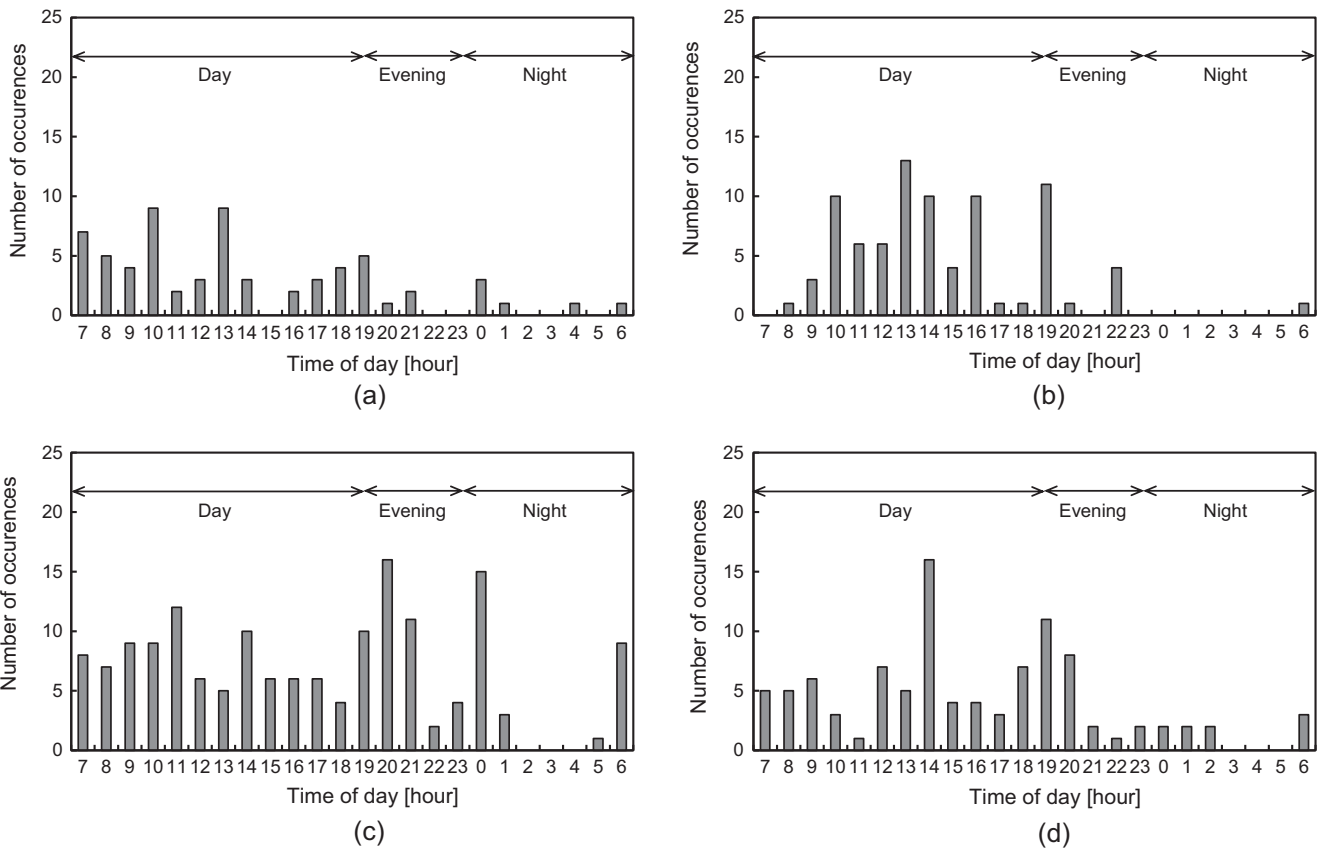 25
20
15
10
5
0
Number of occurences
Day Evening Night
7 8 9 10 11 12 13 14 15 16 17 18 19 20 21 22 23 0 1 2 3 4 5 6
Time of day [hour]
(a)
25
20
15
10
5
0
Number of occurences
Day Evening Night
7 8 9 10 11 12 13 14 15 16 17 18 19 20 21 22 23 0 1 2 3 4 5 6
Time of day [hour]
(b)
25
20
15
10
5
0
Number of occurences
Day Evening Night
7 8 9 10 11 12 13 14 15 16 17 18 19 20 21 22 23 0 1 2 3 4 5 6
Time of day [hour]
(c)
25
20
15
10
5
0
Number of occurences
Day Evening Night
7 8 9 10 11 12 13 14 15 16 17 18 19 20 21 22 23 0 1 2 3 4 5 6
Time of day [hour]
(d)